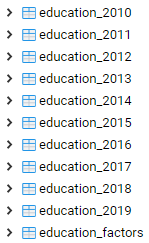 education_2010
education_2011
education_2012
education_2013
education_2014
education_2015
education_2016
education_2017
education_2018
education_2019
education_factors